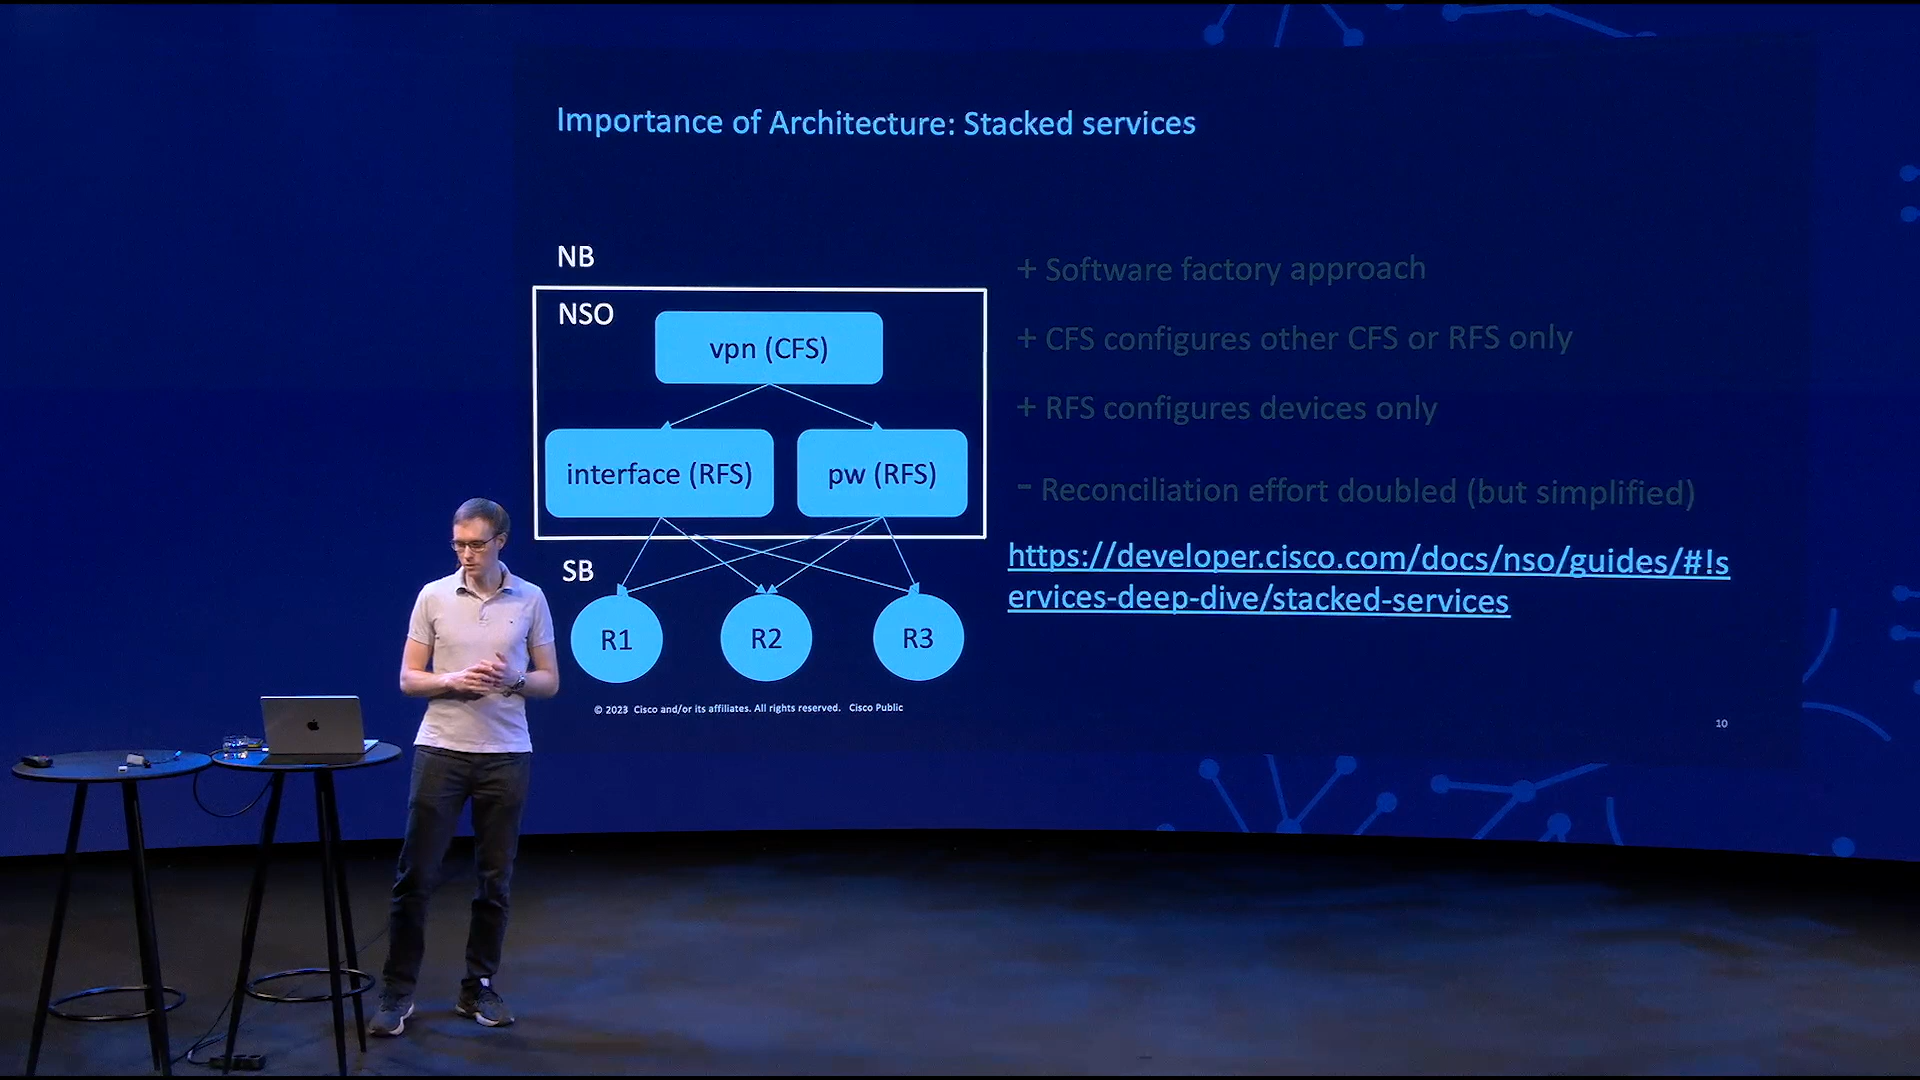 Importance of Architecture: Stacked services
NB
NSO
vpn (CFS)
interface (RFS)
pw (RFS)
SB
R1
R2
R3
+ Software factory approach
+ CFS configures other CFS or RFS only
+ RFS configures devices only
- Reconciliation effort doubled (but simplified)
https://developer.cisco.com/docs/nso/guides/#!s
ervices-deep-dive/stacked-services
© 2023 Cisco and/or its affiliates. All rights reserved. Cisco Public
10